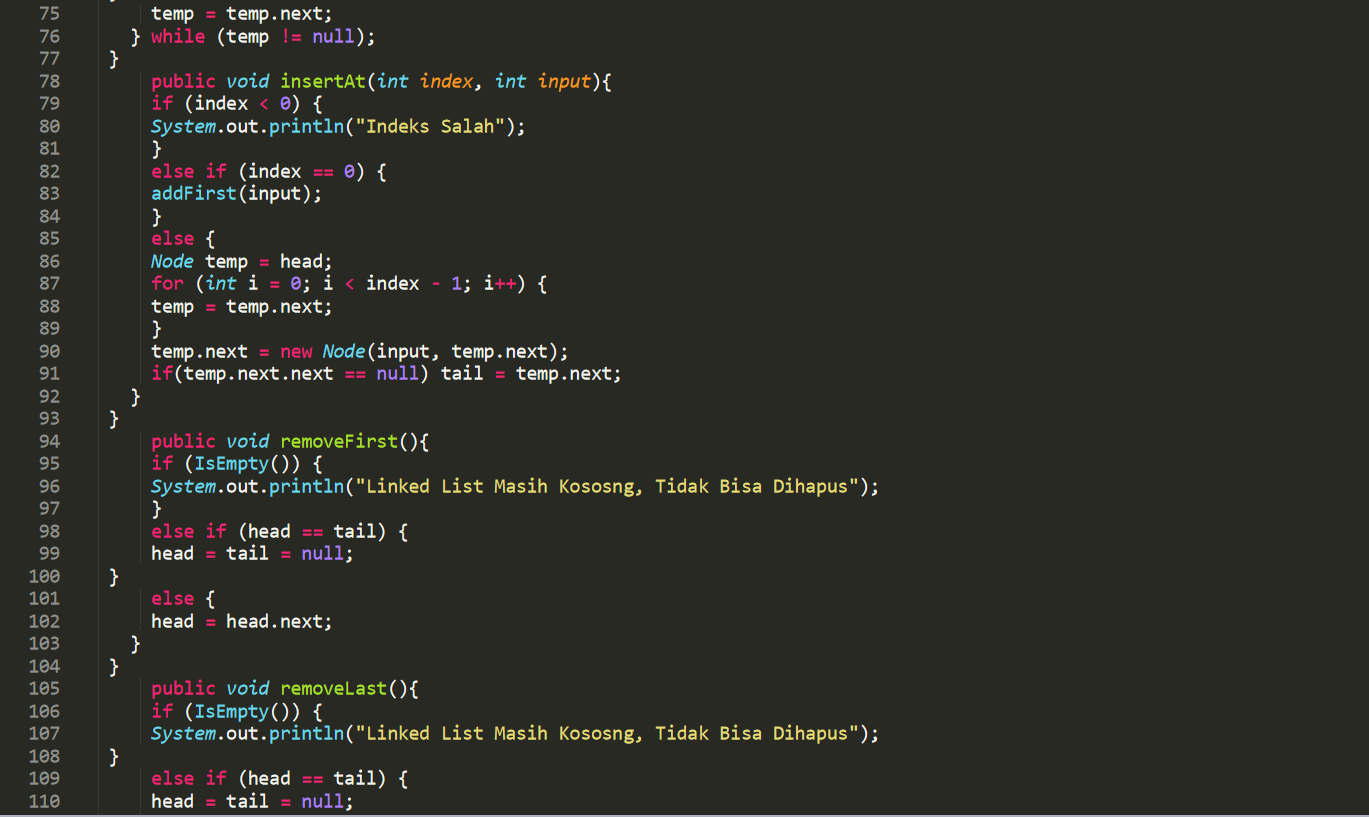 75 temp = temp.next;
76 } while (temp != null);
77 }
78 public void insertAt(int index, int input){
79 if (index < 0) {
80 System.out.println("Indeks Salah");
81 }
82 else if (index == 0) {
83 addFirst(input);
84 }
85 else {
86 Node temp = head;
87 for (int i = 0; i < index - 1; i++) {
88 temp = temp.next;
89 }
90 temp.next = new Node(input, temp.next);
91 if(temp.next.next == null) tail = temp.next;
92 }
93 }
94 public void removeFirst(){
95 if (IsEmpty()) {
96 System.out.println("Linked List Masih Kososng, Tidak Bisa Dihapus");
97 }
98 else if (head == tail) {
99 head = tail = null;
100 }
101 else {
102 head = head.next;
103 }
104 }
105 public void removeLast(){
106 if (IsEmpty()) {
107 System.out.println("Linked List Masih Kososng, Tidak Bisa Dihapus");
108 }
109 else if (head == tail) {
110 head = tail = null;